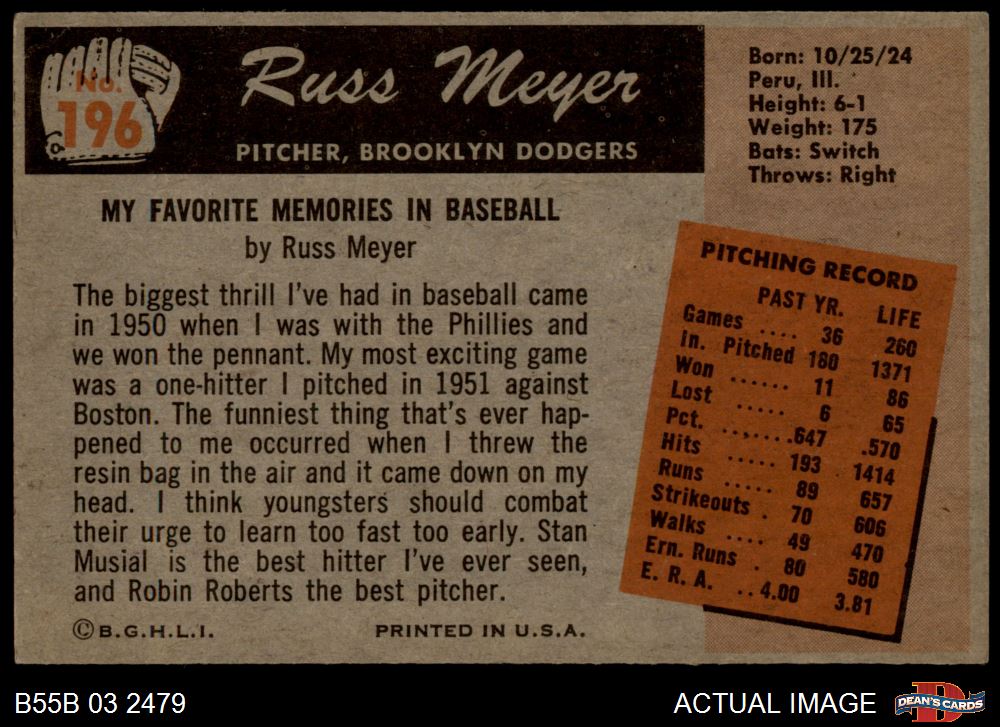 No.
196
Russ Meyer
PITCHER, BROOKLYN DODGERS
Born: 10/25/24
Peru, Ill.
Height: 6-1
Weight: 175
Bats: Switch
Throws: Right
MY FAVORITE MEMORIES IN BASEBALL
by Russ Meyer
The biggest thrill I've had in baseball came
in 1950 when I was with the Phillies and
we won the pennant. My most exciting game
was a one-hitter I pitched in 1951 against
Boston. The funniest thing that's ever hap-
pened to me occurred when I threw the
resin bag in the air and it came down on my
head. I think youngsters should combat
their urge to learn too fast too early. Stan
Musial is the best hitter I've ever seen,
and Robin Roberts the best pitcher.
©B.G.H.L.I. PRINTED IN U.S.A.
PITCHING RECORD
PAST YR. LIFE
Games .... 36 260
In. Pitched 180 1371
Won ...... 11 86
Lost ..... 6 65
Pct. .......647 .570
Hits ..... 193 1414
Runs ..... 89 657
Strikeouts . 70 606
Walks .... 49 470
Ern. Runs . 80 580
E. R. A. ..4.00 3.81
B55B 03 2479
ACTUAL IMAGE
D
DEAN'S CARDS